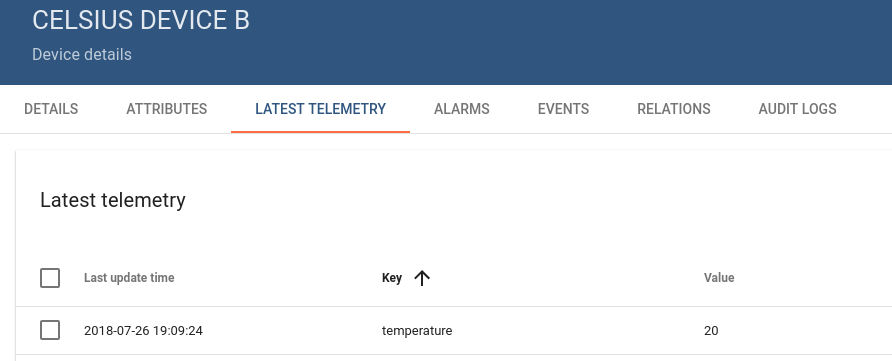 CELSIUS DEVICE B
Device details
DETAILS ATTRIBUTES LATEST TELEMETRY ALARMS EVENTS RELATIONS AUDIT LOGS
Latest telemetry
Last update time Key Value
2018-07-26 19:09:24 temperature 20